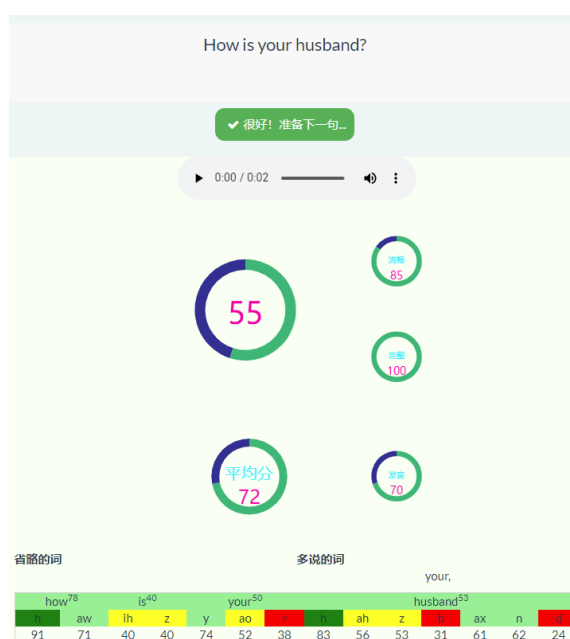 How is your husband?
✔ 很好！准备下一句...
0:00 / 0:02
流畅
85
55
完整
100
平均分
72
发音
70
省略的词 多说的词
your,
how78 is40 your50 husband53
h aw ih z y ao r h ah z b ax n d
91 71 40 40 74 52 38 83 56 53 31 61 62 24